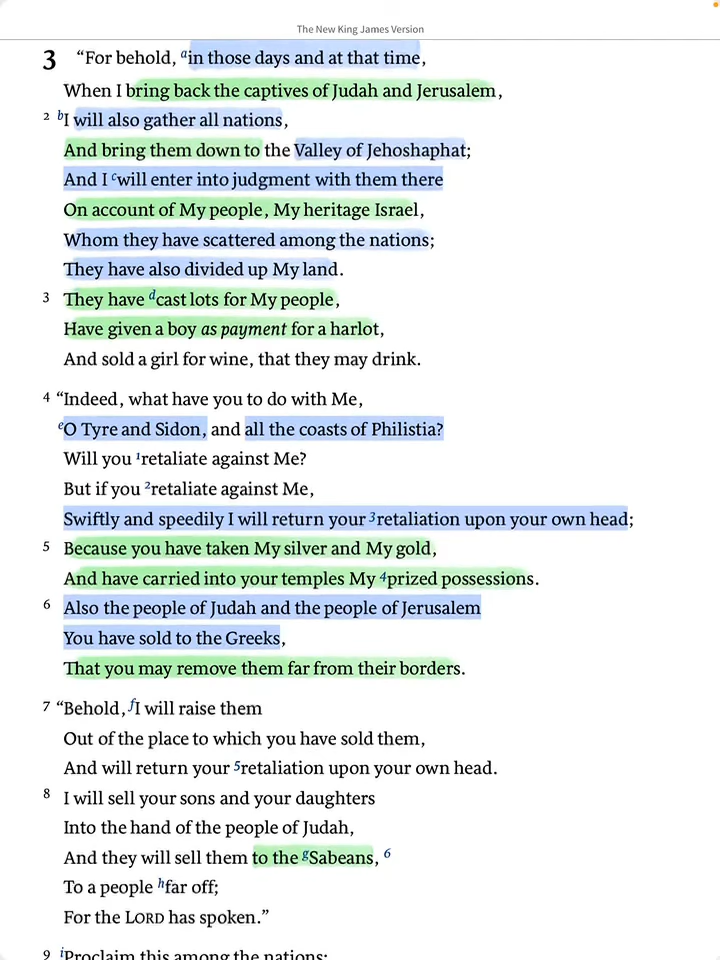 The New King James Version
3 “For behold, ain those days and at that time,
When I bring back the captives of Judah and Jerusalem,
2 bI will also gather all nations,
And bring them down to the Valley of Jehoshaphat;
And I cwill enter into judgment with them there
On account of My people, My heritage Israel,
Whom they have scattered among the nations;
They have also divided up My land.
3 They have dcast lots for My people,
Have given a boy as payment for a harlot,
And sold a girl for wine, that they may drink.
4 “Indeed, what have you to do with Me,
eO Tyre and Sidon, and all the coasts of Philistia?
Will you 1retaliate against Me?
But if you 2retaliate against Me,
Swiftly and speedily I will return your 3retaliation upon your own head;
5 Because you have taken My silver and My gold,
And have carried into your temples My 4prized possessions.
6 Also the people of Judah and the people of Jerusalem
You have sold to the Greeks,
That you may remove them far from their borders.
7 “Behold, fI will raise them
Out of the place to which you have sold them,
And will return your 5retaliation upon your own head.
8 I will sell your sons and your daughters
Into the hand of the people of Judah,
And they will sell them to the gSabeans, 6
To a people hfar off;
For the LORD has spoken.”
9 iProclaim this among the nations: